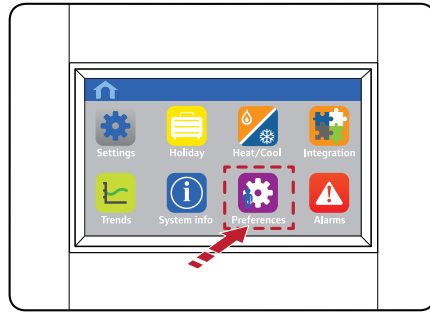 Settings Holiday Heat/Cool Integration
Trends System info Preferences Alarms